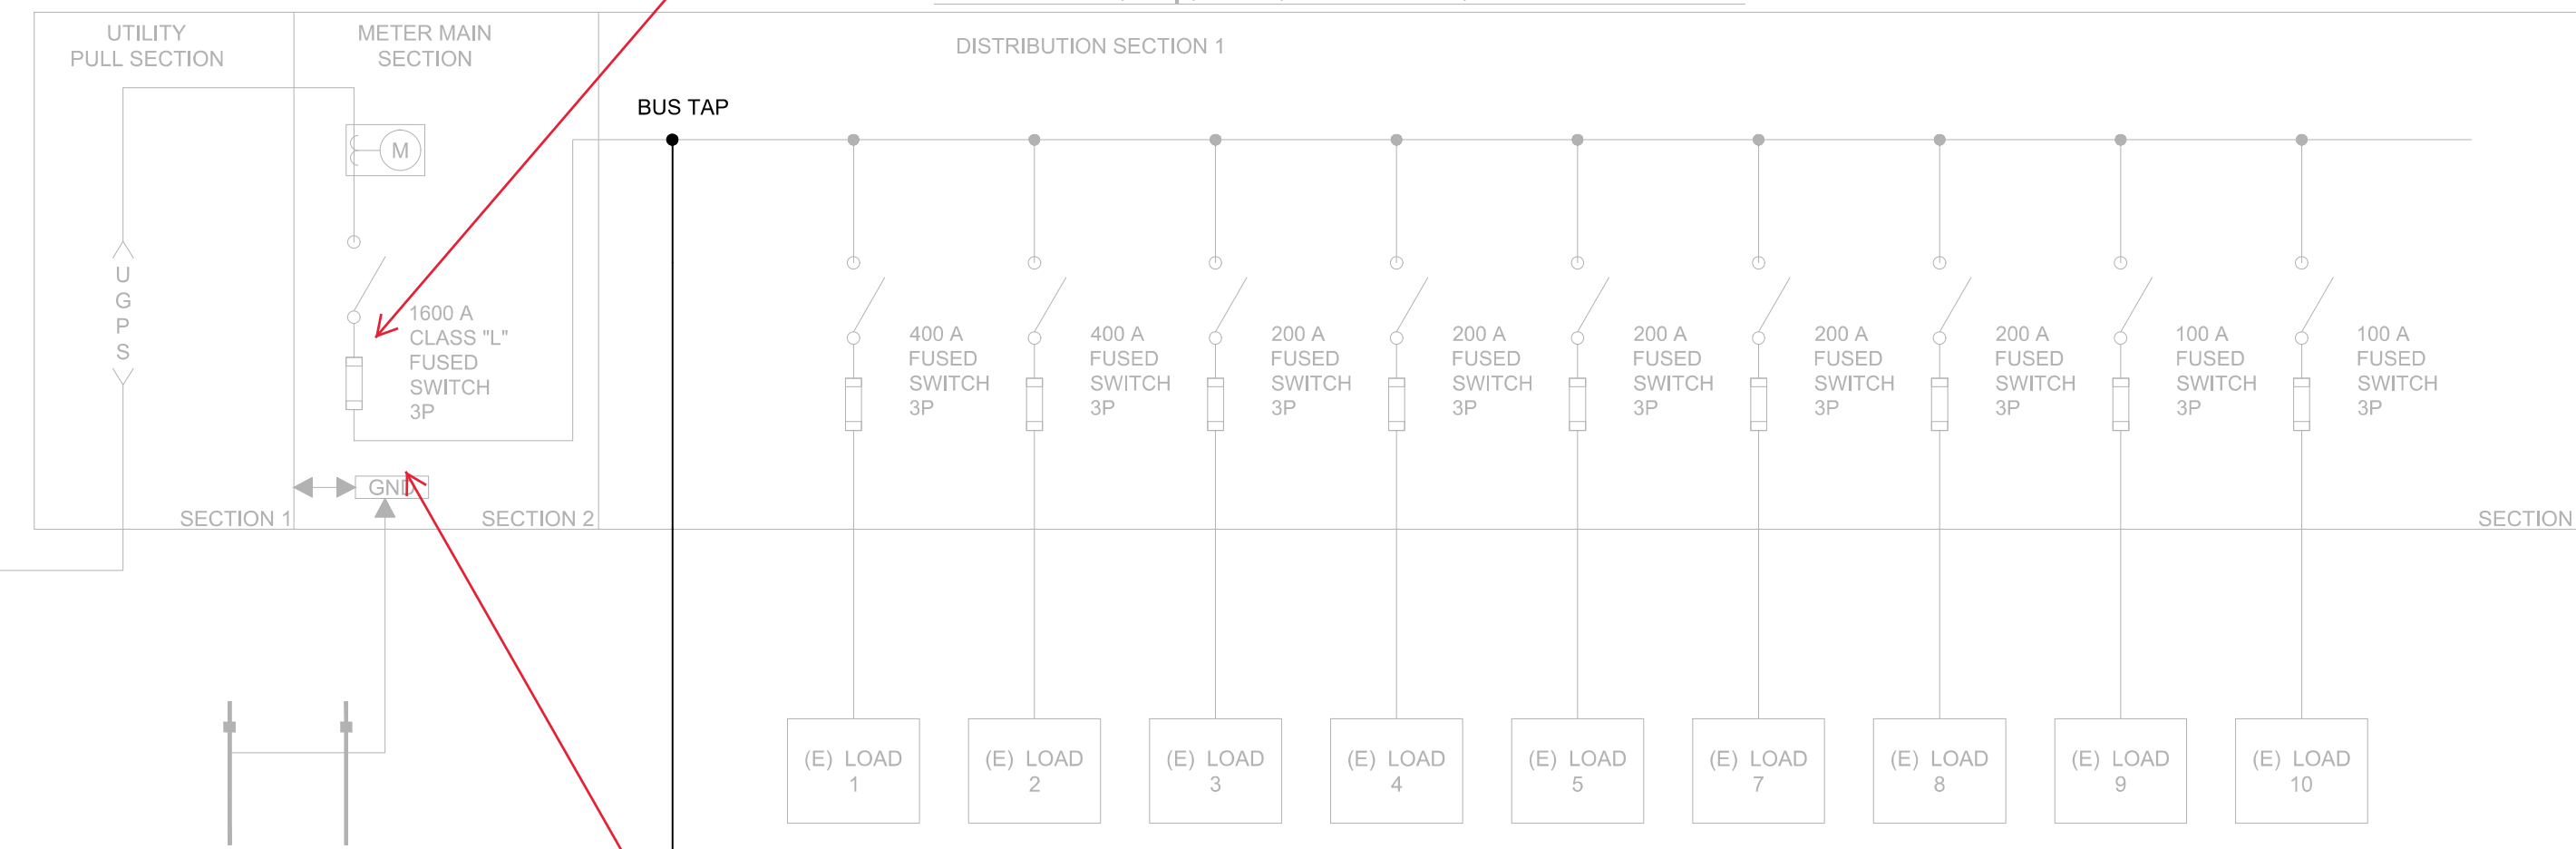 UTILITY
PULL SECTION
METER MAIN
SECTION
DISTRIBUTION SECTION 1
BUS TAP
M
U
G
P
S
1600 A
CLASS "L"
FUSED
SWITCH
3P
400 A
FUSED
SWITCH
3P
400 A
FUSED
SWITCH
3P
200 A
FUSED
SWITCH
3P
200 A
FUSED
SWITCH
3P
200 A
FUSED
SWITCH
3P
200 A
FUSED
SWITCH
3P
200 A
FUSED
SWITCH
3P
100 A
FUSED
SWITCH
3P
100 A
FUSED
SWITCH
3P
GND
SECTION 1
SECTION 2
SECTION
(E) LOAD
1
(E) LOAD
2
(E) LOAD
3
(E) LOAD
4
(E) LOAD
5
(E) LOAD
7
(E) LOAD
8
(E) LOAD
9
(E) LOAD
10